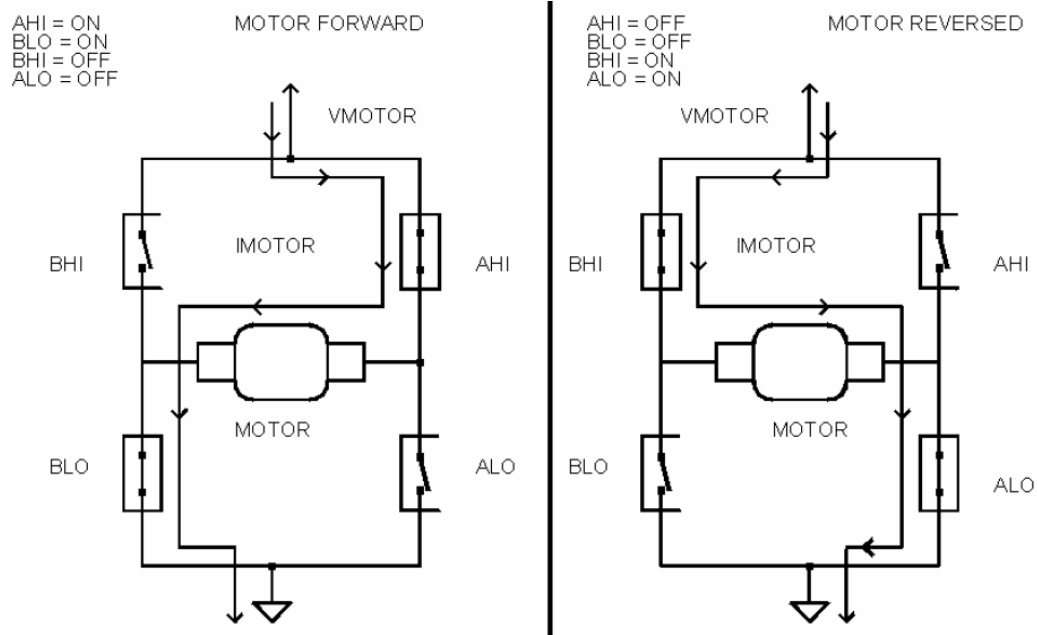 AHI = ON
BLO = ON
BHI = OFF
ALO = OFF
MOTOR FORWARD
VMOTOR
IMOTOR
BHI
AHI
MOTOR
BLO
ALO
AHI = OFF
BLO = OFF
BHI = ON
ALO = ON
MOTOR REVERSED
VMOTOR
IMOTOR
BHI
AHI
MOTOR
BLO
ALO